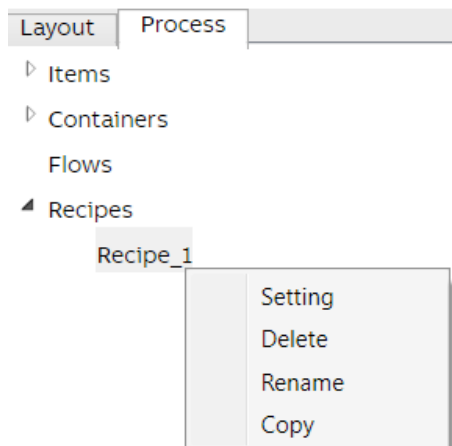 Layout Process
Items
Containers
Flows
Recipes
Recipe_1
Setting
Delete
Rename
Copy